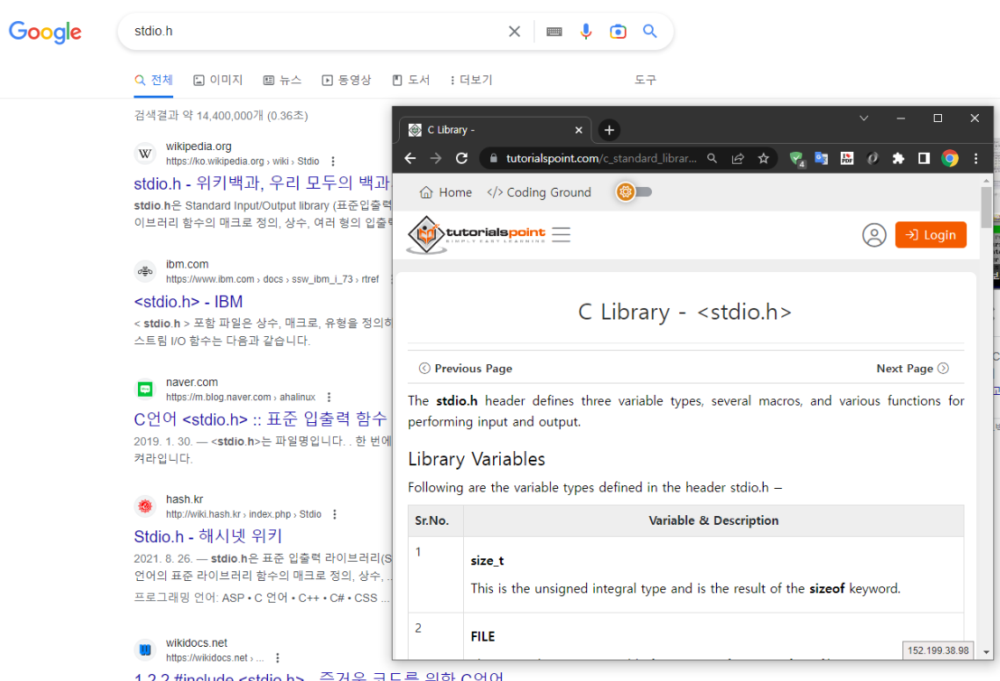 Google
stdio.h
전체
이미지
뉴스
동영상
도서
더보기
도구
검색결과 약 14,400,000개 (0.36초)
W
wikipedia.org
https://ko.wikipedia.org › wiki › Stdio
stdio.h - 위키백과, 우리 모두의 백과
stdio.h은 Standard Input/Output library (표준입출력
이브러리 함수의 매크로 정의, 상수, 여러 형의 입출력
ibm.com
https://www.ibm.com › docs › ssw_ibm_i_73 › rtref
<stdio.h> - IBM
< stdio.h > 포함 파일은 상수, 매크로, 유형을 정의하
스트림 I/O 함수는 다음과 같습니다.
naver.com
https://m.blog.naver.com › ahalinux
C언어 <stdio.h> :: 표준 입출력 함수
2019. 1. 30. — <stdio.h>는 파일명입니다. . 한 번에
켜라입니다.
hash.kr
http://wiki.hash.kr › index.php › Stdio
Stdio.h - 해시넷 위키
2021. 8. 26. — stdio.h은 표준 입출력 라이브러리(S
언어의 표준 라이브러리 함수의 매크로 정의, 상수, ...
프로그래밍 언어: ASP • C 언어 • C++ • C# • CSS ...
wikidocs.net
https://wikidocs.net › ...
1.2.2 #include <stdio.h> - 즐거운 코드를 위한 C언어
C Library -
tutorialspoint.com/c_standard_librar...
4
PDF
Home
</> Coding Ground
tutorialspoint
SIMPLY EASY LEARNING
Login
C Library - <stdio.h>
Previous Page
Next Page
The stdio.h header defines three variable types, several macros, and various functions for
performing input and output.
Library Variables
Following are the variable types defined in the header stdio.h −
Sr.No.
Variable & Description
1
size_t
This is the unsigned integral type and is the result of the sizeof keyword.
2
FILE
152.199.38.98